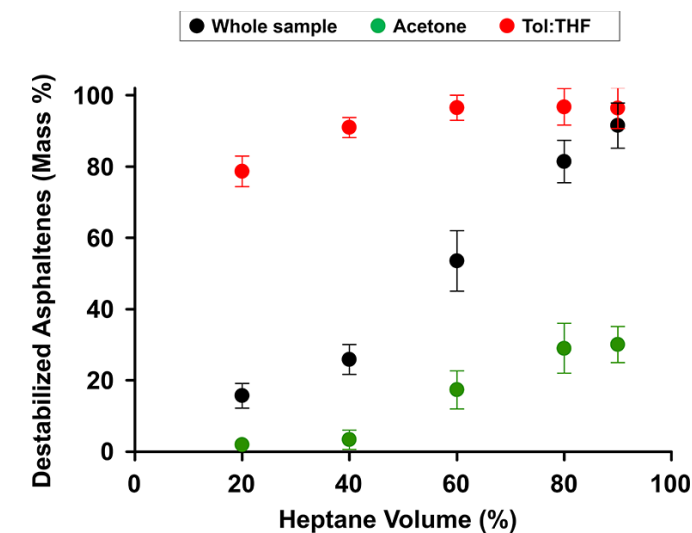 Whole sample Acetone Tol:THF
Destabilized Asphaltenes (Mass %)
100
80
60
40
20
0
0 20 40 60 80 100
Heptane Volume (%)